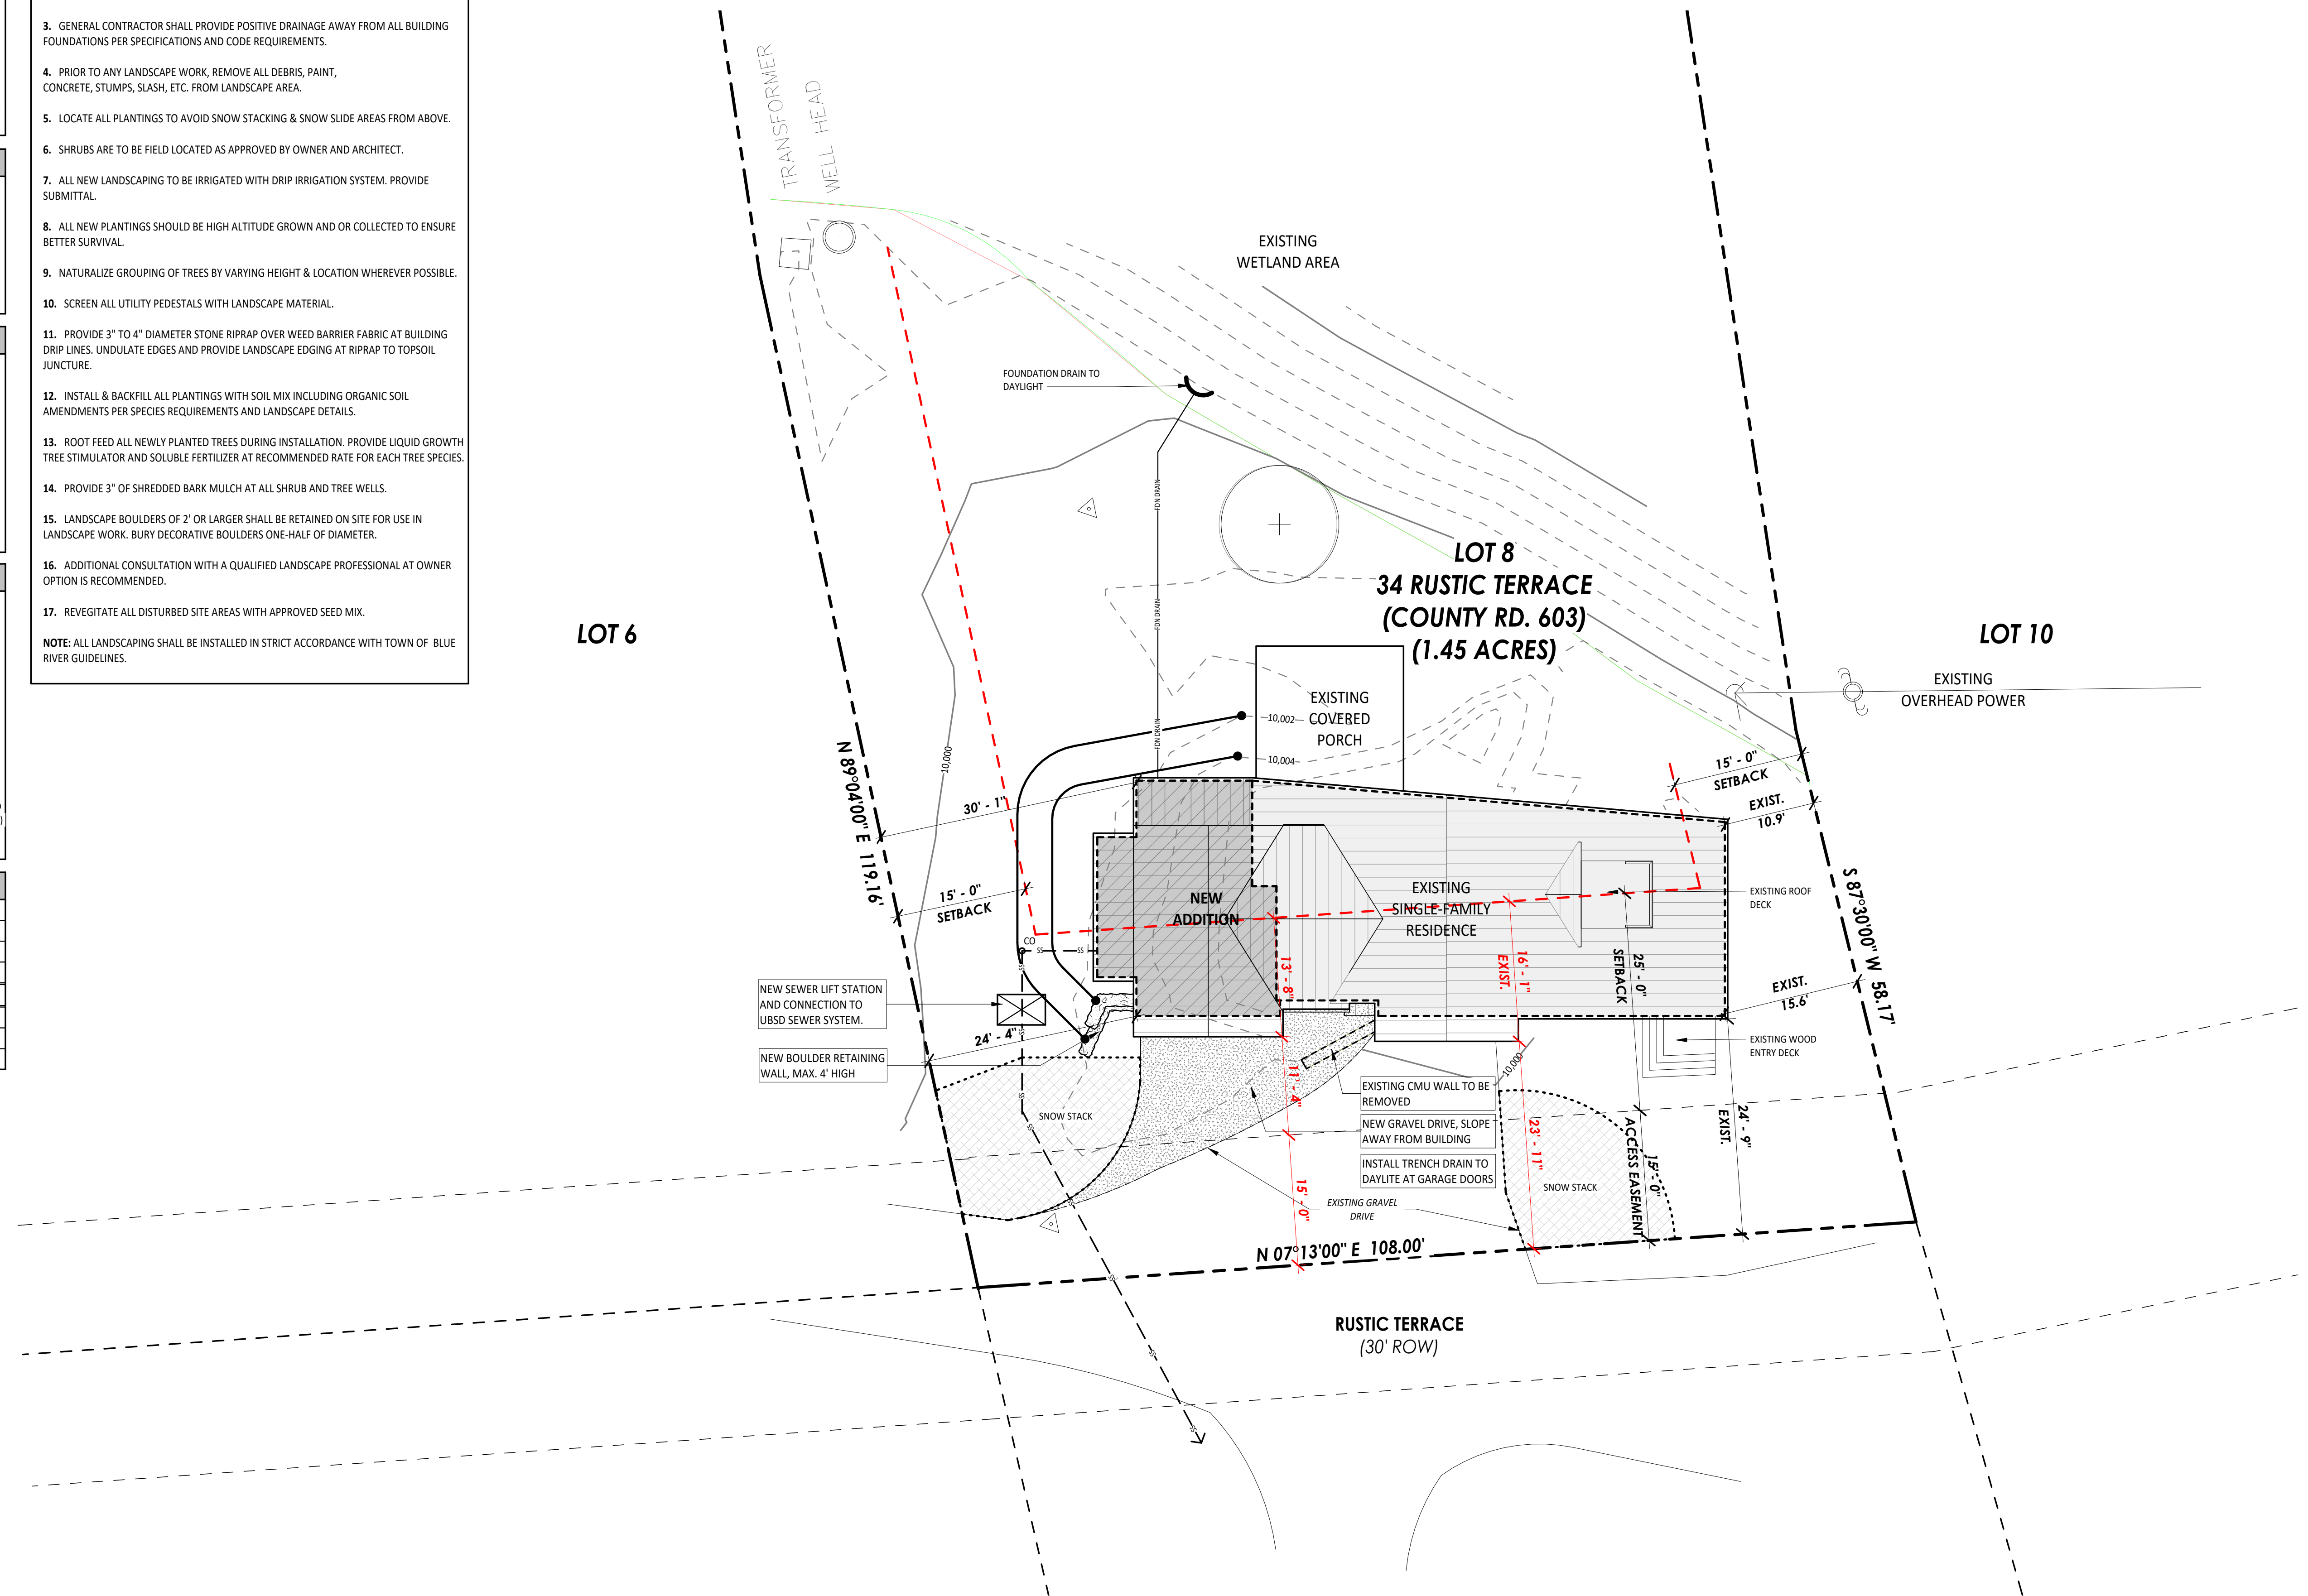 3. GENERAL CONTRACTOR SHALL PROVIDE POSITIVE DRAINAGE AWAY FROM ALL BUILDING
FOUNDATIONS PER SPECIFICATIONS AND CODE REQUIREMENTS.
4. PRIOR TO ANY LANDSCAPE WORK, REMOVE ALL DEBRIS, PAINT,
CONCRETE, STUMPS, SLASH, ETC. FROM LANDSCAPE AREA.
5. LOCATE ALL PLANTINGS TO AVOID SNOW STACKING & SNOW SLIDE AREAS FROM ABOVE.
6. SHRUBS ARE TO BE FIELD LOCATED AS APPROVED BY OWNER AND ARCHITECT.
7. ALL NEW LANDSCAPING TO BE IRRIGATED WITH DRIP IRRIGATION SYSTEM. PROVIDE
SUBMITTAL.
8. ALL NEW PLANTINGS SHOULD BE HIGH ALTITUDE GROWN AND OR COLLECTED TO ENSURE
BETTER SURVIVAL.
9. NATURALIZE GROUPING OF TREES BY VARYING HEIGHT & LOCATION WHEREVER POSSIBLE.
10. SCREEN ALL UTILITY PEDESTALS WITH LANDSCAPE MATERIAL.
11. PROVIDE 3" TO 4" DIAMETER STONE RIPRAP OVER WEED BARRIER FABRIC AT BUILDING
DRIP LINES. UNDULATE EDGES AND PROVIDE LANDSCAPE EDGING AT RIPRAP TO TOPSOIL
JUNCTURE.
12. INSTALL & BACKFILL ALL PLANTINGS WITH SOIL MIX INCLUDING ORGANIC SOIL
AMENDMENTS PER SPECIES REQUIREMENTS AND LANDSCAPE DETAILS.
13. ROOT FEED ALL NEWLY PLANTED TREES DURING INSTALLATION. PROVIDE LIQUID GROWTH
TREE STIMULATOR AND SOLUBLE FERTILIZER AT RECOMMENDED RATE FOR EACH TREE SPECIES.
14. PROVIDE 3" OF SHREDDED BARK MULCH AT ALL SHRUB AND TREE WELLS.
15. LANDSCAPE BOULDERS OF 2' OR LARGER SHALL BE RETAINED ON SITE FOR USE IN
LANDSCAPE WORK. BURY DECORATIVE BOULDERS ONE-HALF OF DIAMETER.
16. ADDITIONAL CONSULTATION WITH A QUALIFIED LANDSCAPE PROFESSIONAL AT OWNER
OPTION IS RECOMMENDED.
17. REVEGITATE ALL DISTURBED SITE AREAS WITH APPROVED SEED MIX.
NOTE: ALL LANDSCAPING SHALL BE INSTALLED IN STRICT ACCORDANCE WITH TOWN OF BLUE
RIVER GUIDELINES.
TRANSFORMER
WELL HEAD
EXISTING
WETLAND AREA
FOUNDATION DRAIN TO
DAYLIGHT
FDN DRAIN
FDN DRAIN
FDN DRAIN
LOT 8
34 RUSTIC TERRACE
(COUNTY RD. 603)
(1.45 ACRES)
LOT 6
LOT 10
EXISTING
OVERHEAD POWER
EXISTING
COVERED
PORCH
10,002
10,004
10,000
N 89°04'00" E 119.16'
30' - 1"
15' - 0"
SETBACK
15' - 0"
SETBACK
EXIST.
10.9'
NEW
ADDITION
EXISTING
SINGLE-FAMILY
RESIDENCE
EXISTING ROOF
DECK
S 87°30'00" W 58.17'
CO
SS
SS
SS
SS
SS
SS
SS
SS
SS
SS
SS
13' - 8"
16' - 1"
EXIST.
25' - 0"
SETBACK
EXIST.
15.6'
NEW SEWER LIFT STATION
AND CONNECTION TO
UBSD SEWER SYSTEM.
24' - 4"
NEW BOULDER RETAINING
WALL, MAX. 4' HIGH
EXISTING WOOD
ENTRY DECK
10,000
EXISTING CMU WALL TO BE
REMOVED
NEW GRAVEL DRIVE, SLOPE
AWAY FROM BUILDING
INSTALL TRENCH DRAIN TO
DAYLITE AT GARAGE DOORS
EXISTING GRAVEL
DRIVE
SNOW STACK
SNOW STACK
11' - 4"
15' - 0"
23' - 11"
15' - 0"
ACCESS EASEMENT
24' - 9"
EXIST.
N 07°13'00" E 108.00'
RUSTIC TERRACE
(30' ROW)